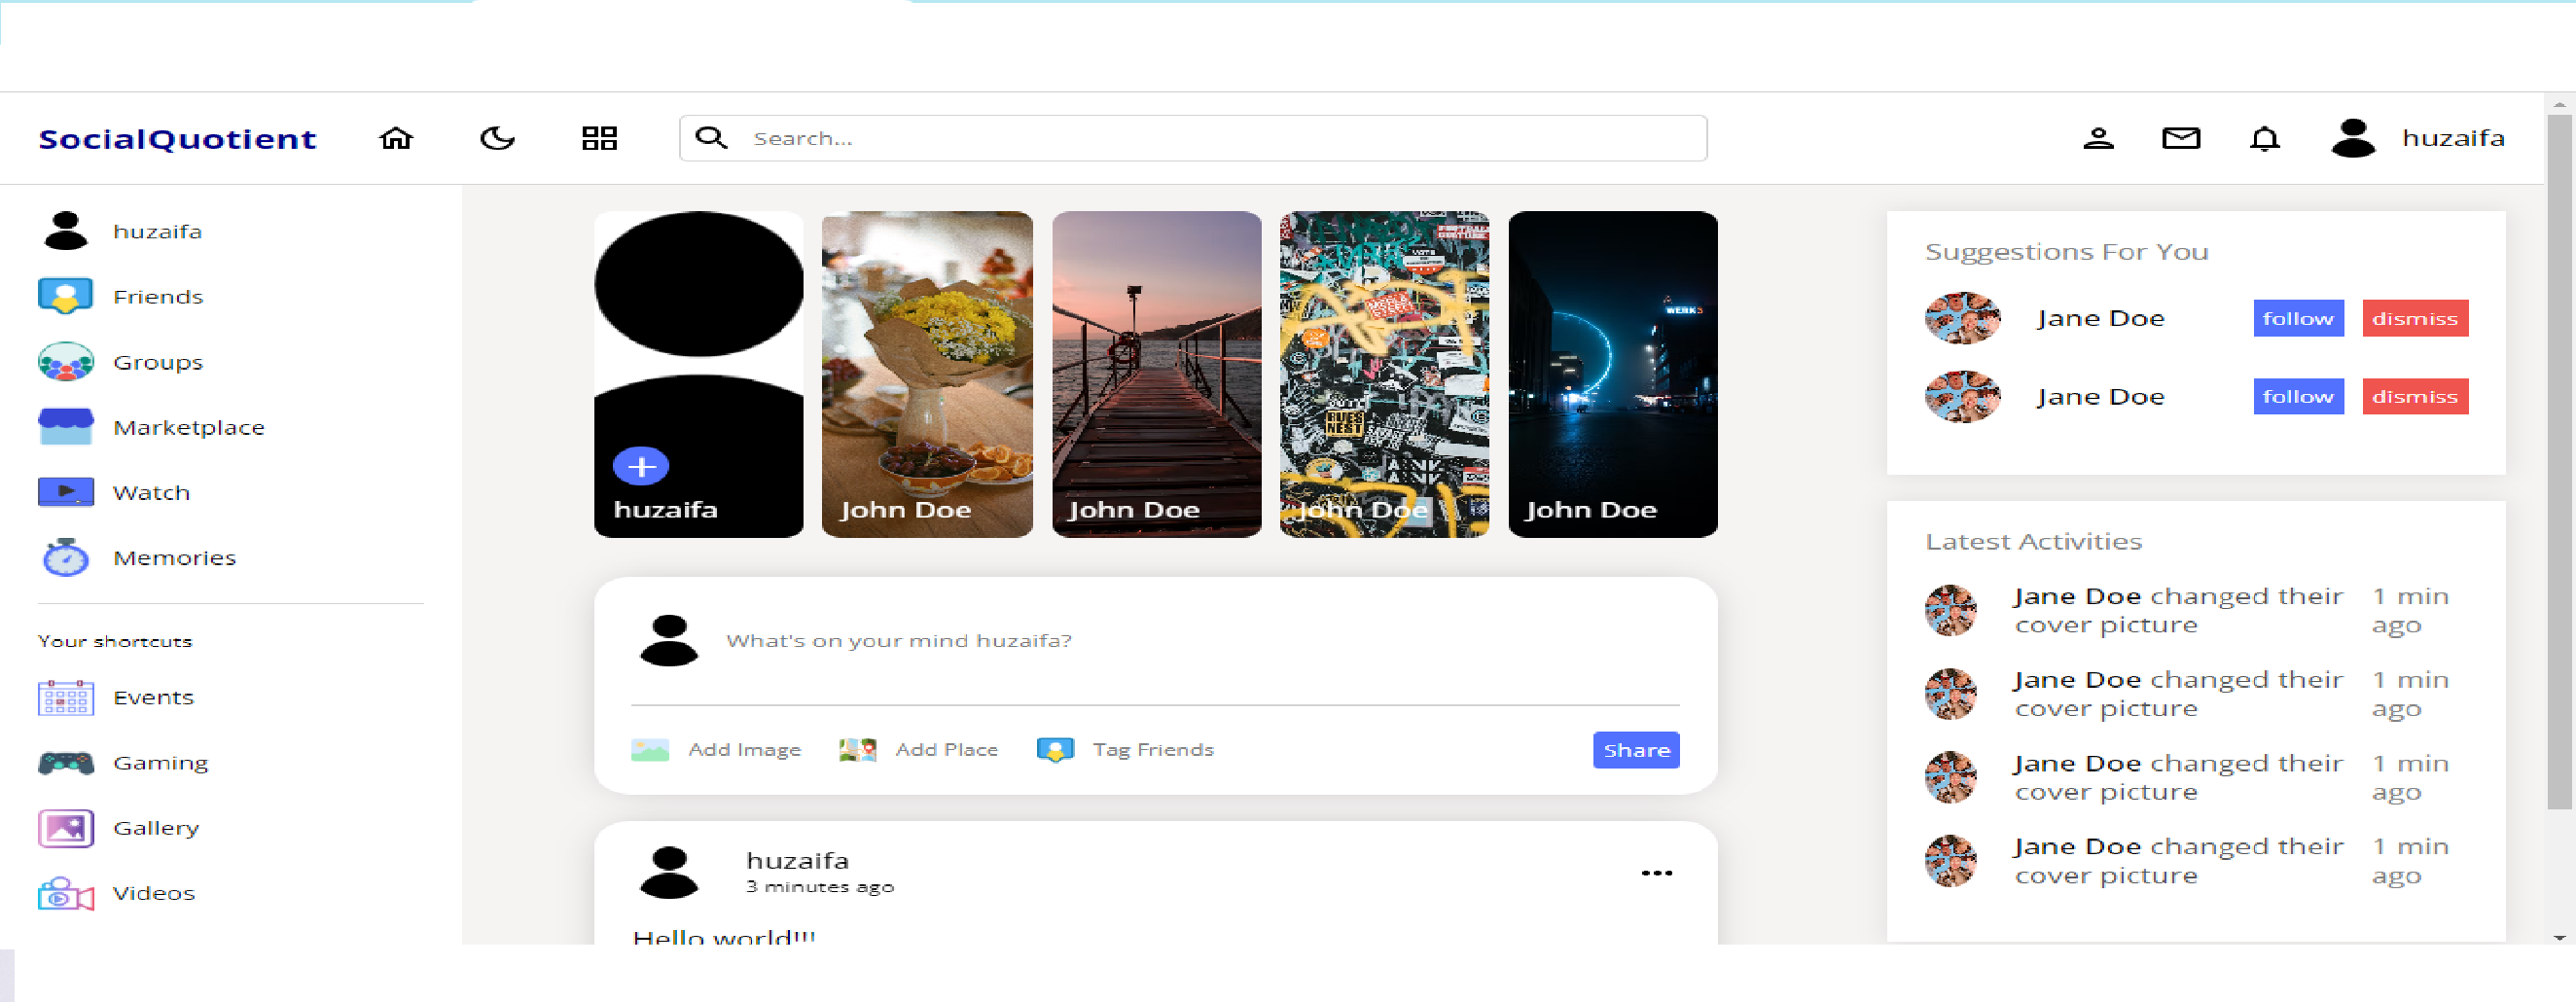 SocialQuotient
Search...
huzaifa
huzaifa
Friends
Groups
Marketplace
Watch
Memories
Your shortcuts
Events
Gaming
Gallery
Videos
huzaifa
John Doe
John Doe
VOTE
BLUES
NEST
John Doe
WERK3
John Doe
What's on your mind huzaifa?
Add Image
Add Place
Tag Friends
Share
huzaifa
3 minutes ago
Hello world!!!
Suggestions For You
Jane Doe follow dismiss
Jane Doe follow dismiss
Latest Activities
Jane Doe changed their 1 min
cover picture ago
Jane Doe changed their 1 min
cover picture ago
Jane Doe changed their 1 min
cover picture ago
Jane Doe changed their 1 min
cover picture ago